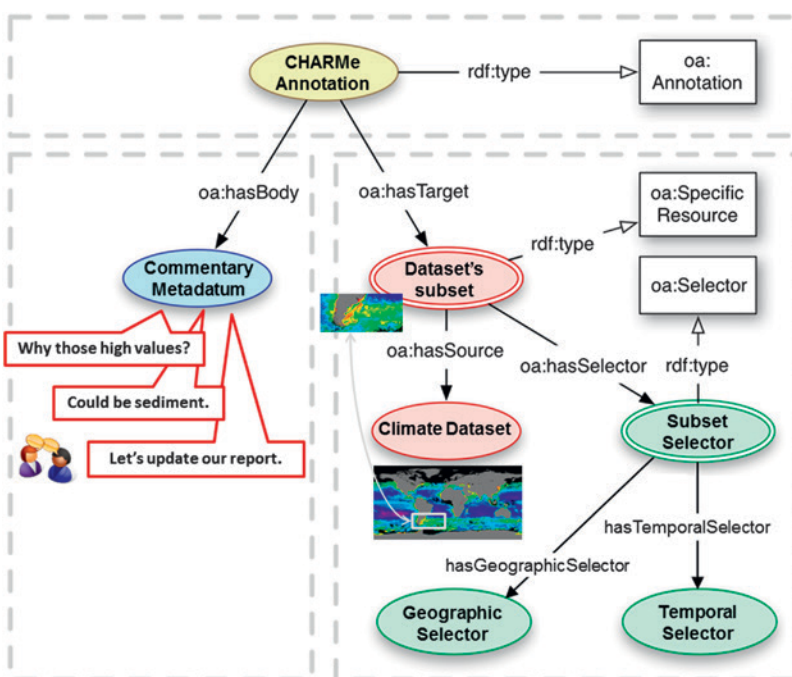 CHARMe
Annotation
rdf:type
oa:
Annotation
oa:hasBody
oa:hasTarget
oa:Specific
Resource
rdf:type
Commentary
Metadatum
Dataset's
subset
oa:Selector
Why those high values?
oa:hasSource
oa:hasSelector
rdf:type
Could be sediment.
Climate Dataset
Subset
Selector
Let's update our report.
hasTemporalSelector
hasGeographicSelector
Geographic
Selector
Temporal
Selector